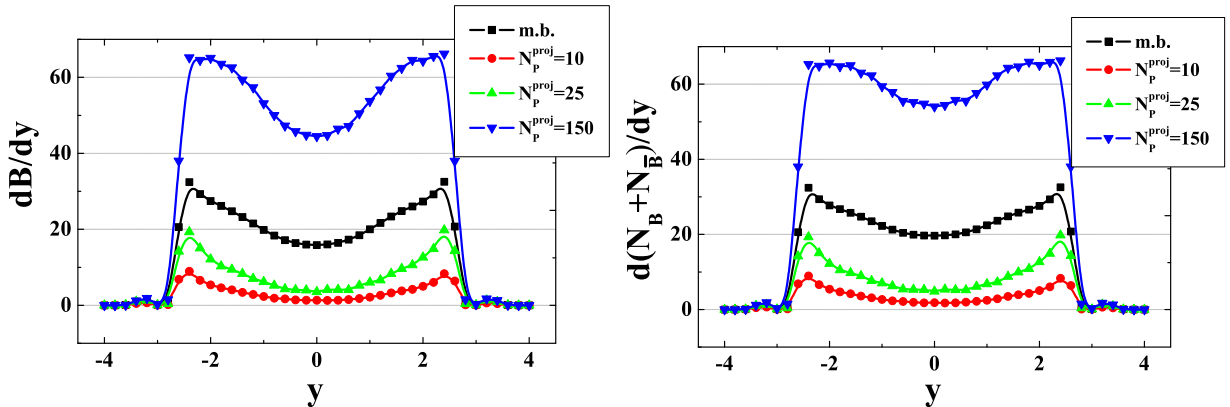 m.b.
N_P^proj=10
N_P^proj=25
N_P^proj=150
60
40
20
0
dB/dy
-4 -2 0 2 4
y
m.b.
N_P^proj=10
N_P^proj=25
N_P^proj=150
60
40
20
0
d(N_B+N_B̅)/dy
-4 -2 0 2 4
y